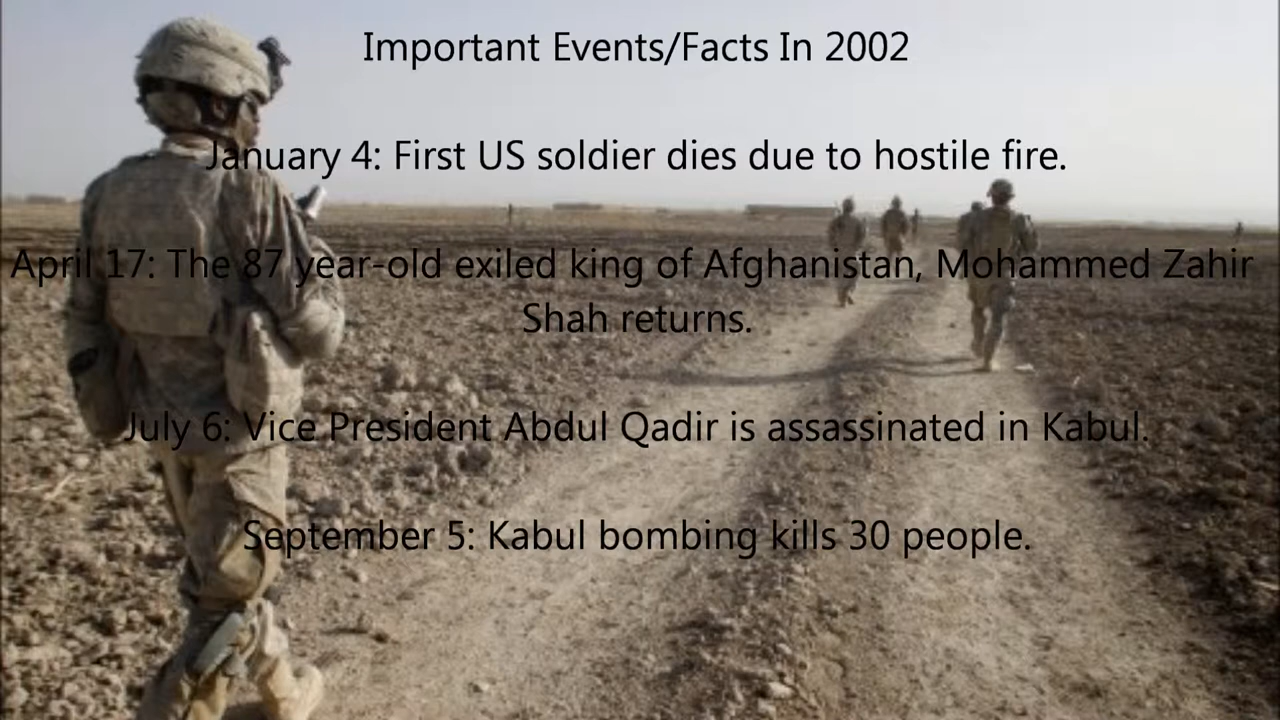 Important Events/Facts In 2002
January 4: First US soldier dies due to hostile fire.
April 17: The 87 year-old exiled king of Afghanistan, Mohammed Zahir
Shah returns.
July 6: Vice President Abdul Qadir is assassinated in Kabul.
September 5: Kabul bombing kills 30 people.